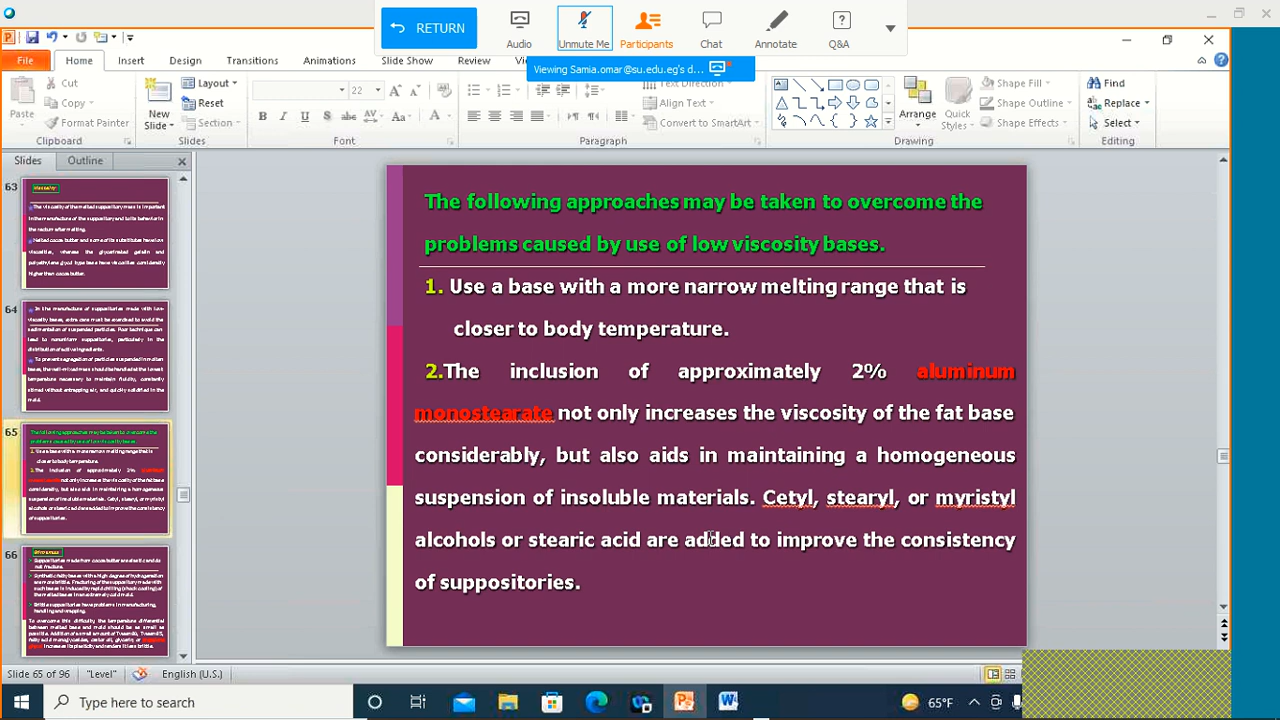 RETURN
Audio
Unmute Me
Participants
Chat
Annotate
Q&A
Viewing Samia.omar@su.edu.eg's d...
File
Home
Insert
Design
Transitions
Animations
Slide Show
Review
Paste
Cut
Copy
Format Painter
Clipboard
New Slide
Layout
Reset
Section
Slides
22
Font
Text Direction
Align Text
Convert to SmartArt
Paragraph
Arrange
Quick Styles
Shape Fill
Shape Outline
Shape Effects
Drawing
Find
Replace
Select
Editing
Slides
Outline
63
64
65
66
The following approaches may be taken to overcome the
problems caused by use of low viscosity bases.
1. Use a base with a more narrow melting range that is
closer to body temperature.
2.The inclusion of approximately 2% aluminum
monostearate not only increases the viscosity of the fat base
considerably, but also aids in maintaining a homogeneous
suspension of insoluble materials. Cetyl, stearyl, or myristyl
alcohols or stearic acid are added to improve the consistency
of suppositories.
Slide 65 of 96
"Level"
English (U.S.)
Type here to search
65°F